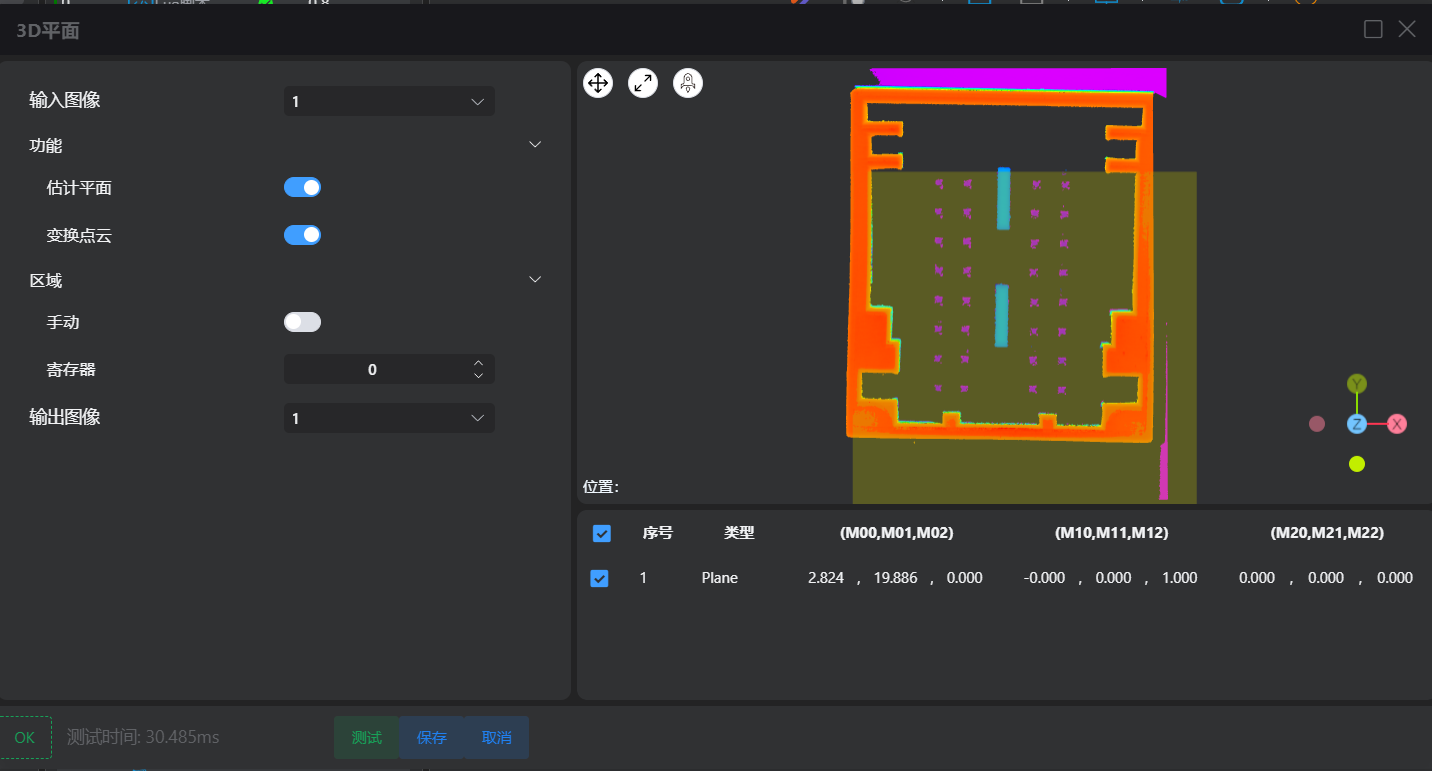 3D平面
输入图像 1
功能
估计平面
变换点云
区域
手动
寄存器 0
输出图像 1
Y
Z X
位置:
序号 类型 (M00,M01,M02) (M10,M11,M12) (M20,M21,M22)
1 Plane 2.824 , 19.886 , 0.000 -0.000 , 0.000 , 1.000 0.000 , 0.000 , 0.000
OK 测试时间: 30.485ms 测试 保存 取消